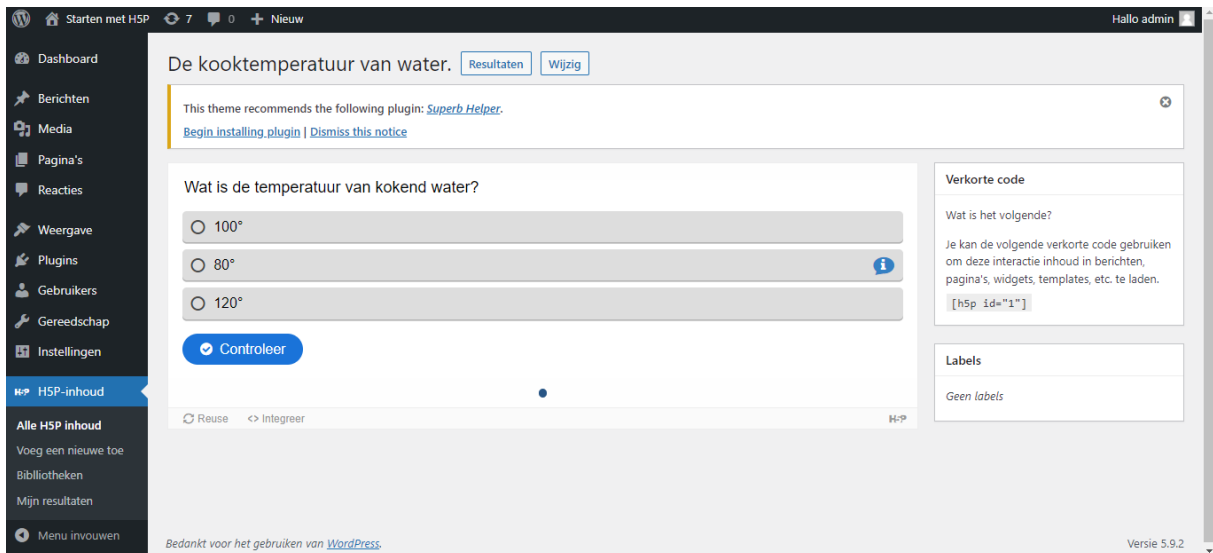 Starten met H5P 7 0 + Nieuw Hallo admin
Dashboard
Berichten
Media
Pagina's
Reacties
Weergave
Plugins
Gebruikers
Gereedschap
Instellingen
H5P-inhoud
Alle H5P inhoud
Voeg een nieuwe toe
Biblliotheken
Mijn resultaten
Menu invouwen
De kooktemperatuur van water. Resultaten Wijzig
This theme recommends the following plugin: Superb Helper.
Begin installing plugin | Dismiss this notice
Wat is de temperatuur van kokend water?
100°
80°
120°
Controleer
Reuse <> Integreer H5P
Verkorte code
Wat is het volgende?
Je kan de volgende verkorte code gebruiken
om deze interactie inhoud in berichten,
pagina's, widgets, templates, etc. te laden.
[h5p id="1"]
Labels
Geen labels
Bedankt voor het gebruiken van WordPress. Versie 5.9.2